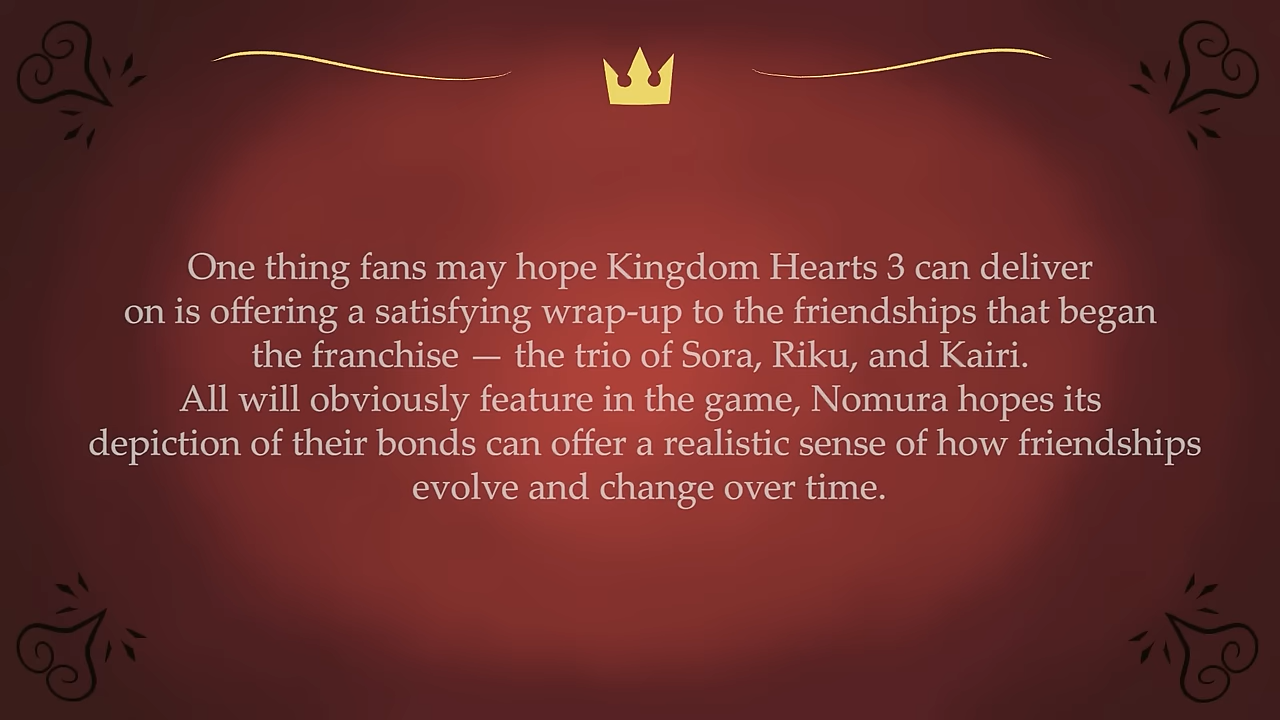 One thing fans may hope Kingdom Hearts 3 can deliver
on is offering a satisfying wrap-up to the friendships that began
the franchise — the trio of Sora, Riku, and Kairi.
All will obviously feature in the game, Nomura hopes its
depiction of their bonds can offer a realistic sense of how friendships
evolve and change over time.